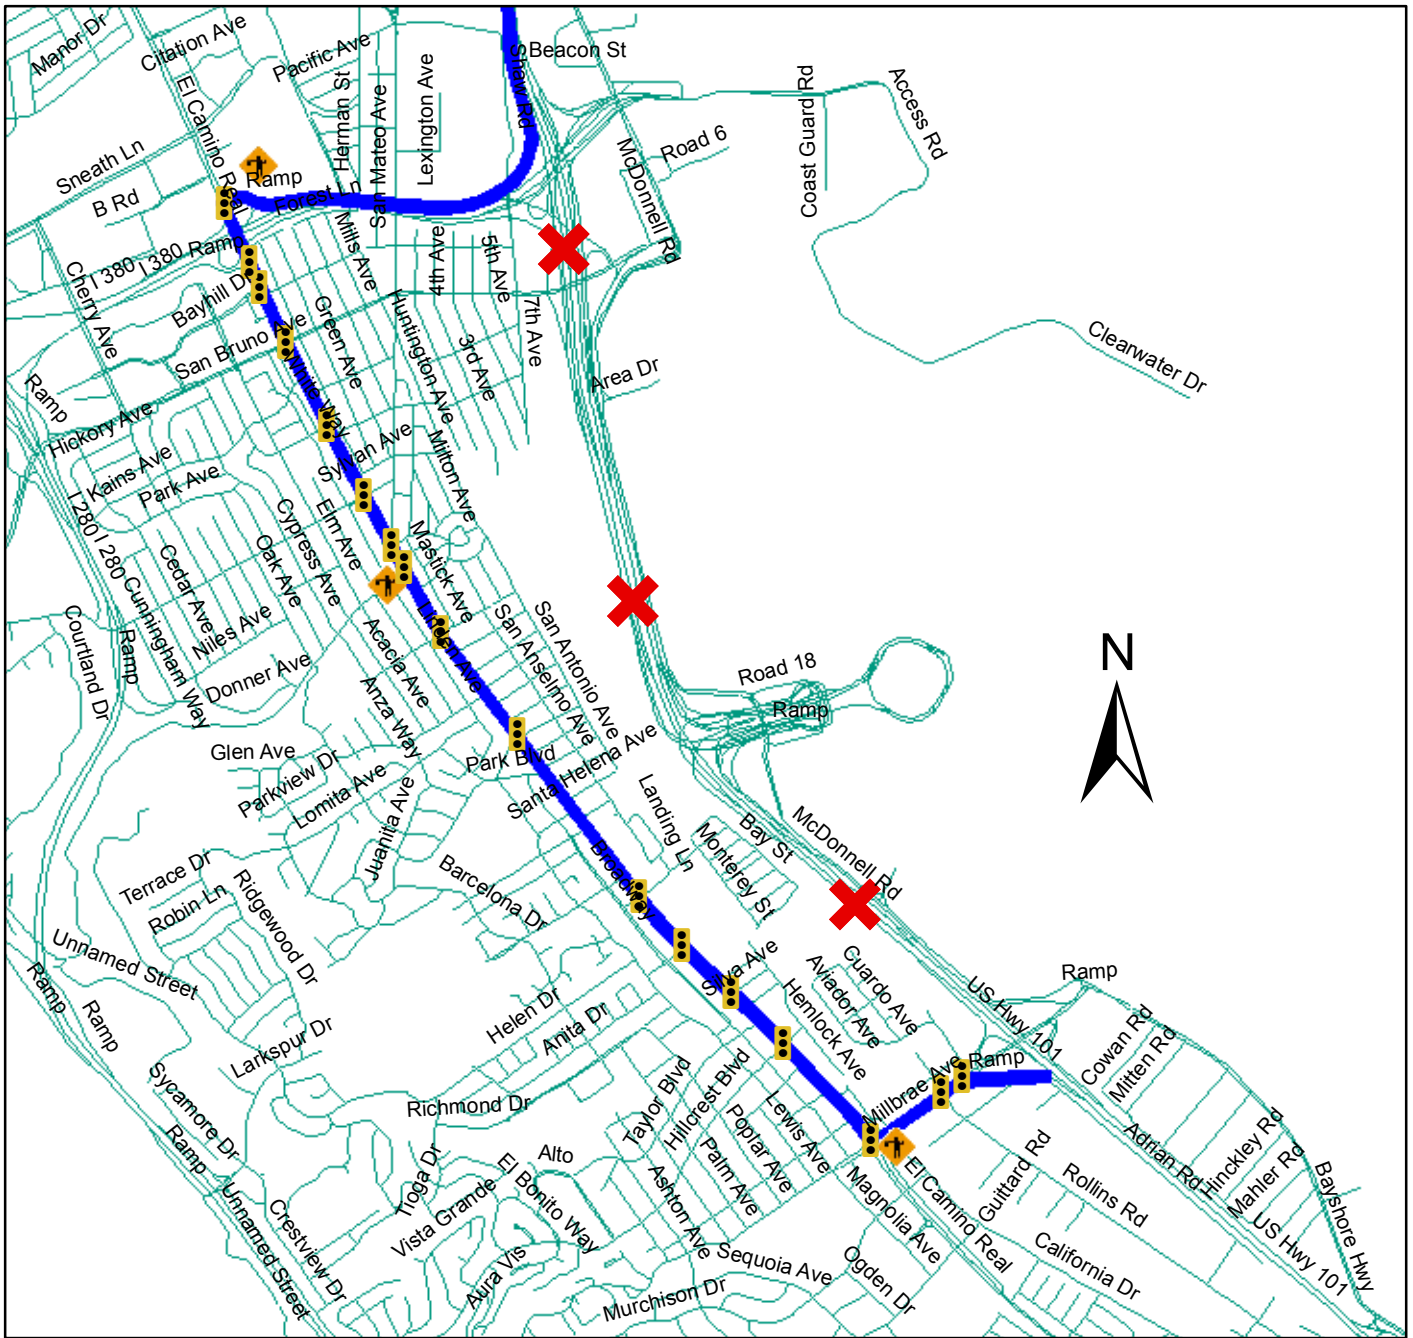 Manor Dr
Citation Ave
Pacific Ave
S
Beacon St
Shaw Rd
El Camino Real
Herman St
San Mateo Ave
Lexington Ave
Coast Guard Rd
Access Rd
McDonnell Rd
Road 6
Sneath Ln
B Rd
Ramp
Forest Ln
I 380
I 380 Ramp
Mills Ave
4th Ave
5th Ave
7th Ave
Cherry Ave
Bayhill Dr
San Bruno Ave
Green Ave
Huntington Ave
3rd Ave
Area Dr
Clearwater Dr
Ramp
Hickory Ave
White Way
Sylvan Ave
Milton Ave
Kains Ave
Park Ave
I 280
I 280
Cypress Ave
Elm Ave
Oak Ave
Mastick Ave
Cedar Ave
Cunningham Way
Niles Ave
Linden Ave
San Anselmo Ave
San Antonio Ave
Courtland Dr
Ramp
Donner Ave
Acacia Ave
Anza Way
N
Road 18
Ramp
Glen Ave
Parkview Dr
Lomita Ave
Juanita Ave
Park Blvd
Santa Helena Ave
Landing Ln
Monterey St
Bay St
McDonnell Rd
Terrace Dr
Robin Ln
Ridgewood Dr
Barcelona Dr
Broadway
Unnamed Street
Ramp
Ramp
Silva Ave
Hemlock Ave
Aviador Ave
Cuardo Ave
US Hwy 101
Ramp
Helen Dr
Anita Dr
Larkspur Dr
Sycamore Dr
Ramp
Richmond Dr
Taylor Blvd
Hillcrest Blvd
Lewis Ave
Poplar Ave
Palm Ave
Ashton Ave
Millbrae Ave
Ramp
Cowan Rd
Mitten Rd
Adrian Rd
Hinckley Rd
Mahler Rd
Bayshore Hwy
US Hwy 101
Guittard Rd
Rollins Rd
El Camino Real
California Dr
Magnolia Ave
Ogden Dr
Sequoia Ave
Murchison Dr
Alto
El Bonito Way
Tioga Dr
Vista Grande
Aura Vis
Crestview Dr
Unnamed Street